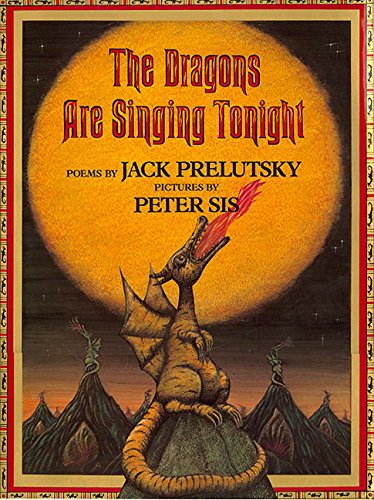 The Dragons
Are Singing Tonight
POEMS BY JACK PRELUTSKY
PICTURES BY
PETER SIS